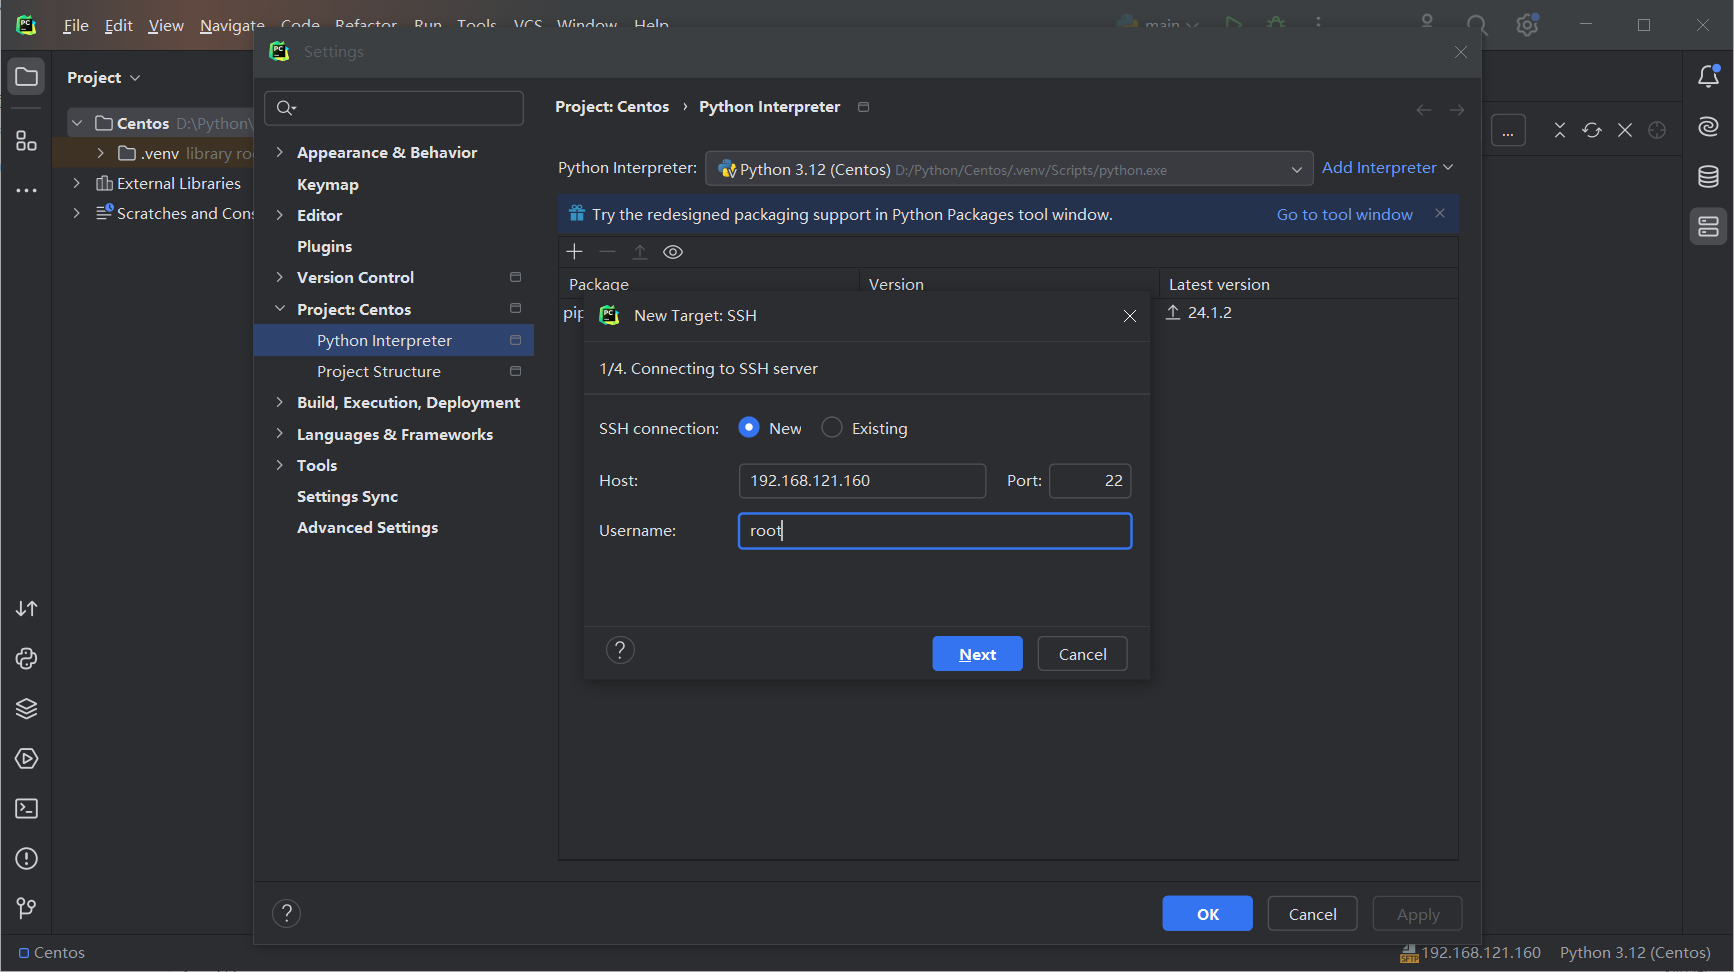 File Edit View Navigate Code Refactor Run Tools VCS Window Help main
Settings
Project
Project: Centos › Python Interpreter
Centos D:\Python\
.venv library roo
External Libraries
Scratches and Cons
Appearance & Behavior
Keymap
Editor
Plugins
Version Control
Project: Centos
Python Interpreter
Project Structure
Build, Execution, Deployment
Languages & Frameworks
Tools
Settings Sync
Advanced Settings
Python Interpreter: Python 3.12 (Centos) D:/Python/Centos/.venv/Scripts/python.exe Add Interpreter
...
Try the redesigned packaging support in Python Packages tool window. Go to tool window
Package Version Latest version
pip 24.1.2
New Target: SSH
1/4. Connecting to SSH server
SSH connection: New Existing
Host: 192.168.121.160 Port: 22
Username: root
? Next Cancel
? OK Cancel Apply
Centos SFTP 192.168.121.160 Python 3.12 (Centos)